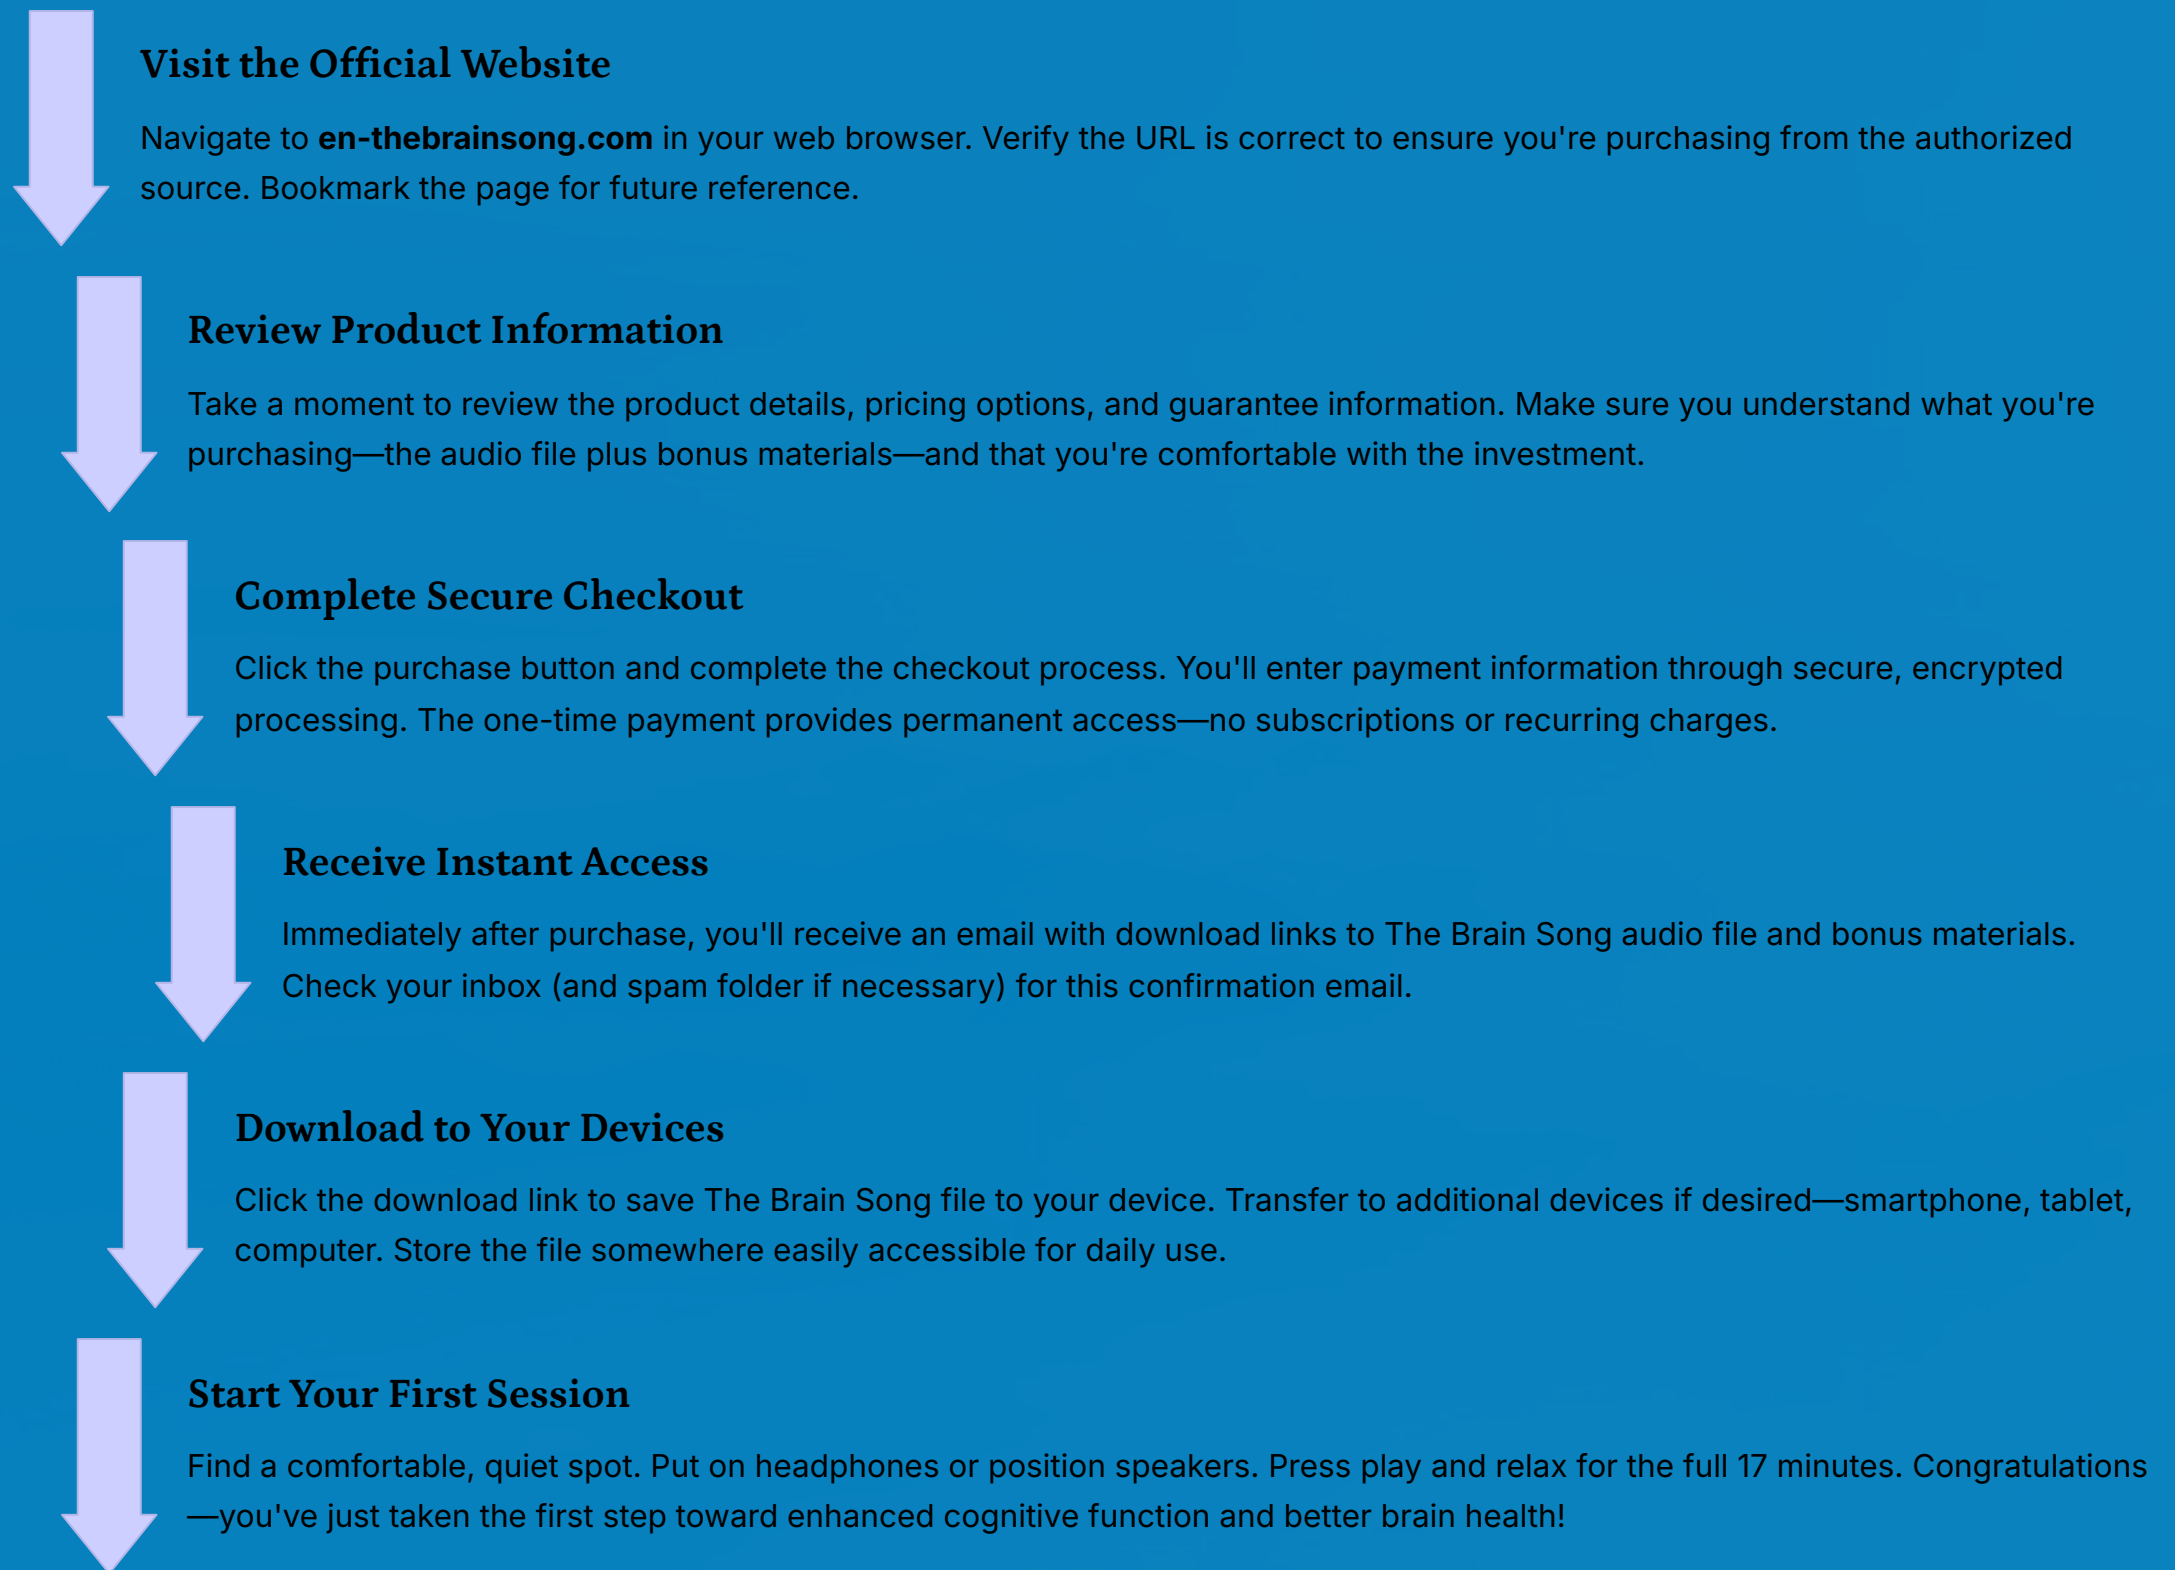 Visit the Official Website
Navigate to en-thebrainsong.com in your web browser. Verify the URL is correct to ensure you're purchasing from the authorized
source. Bookmark the page for future reference.
Review Product Information
Take a moment to review the product details, pricing options, and guarantee information. Make sure you understand what you're
purchasing—the audio file plus bonus materials—and that you're comfortable with the investment.
Complete Secure Checkout
Click the purchase button and complete the checkout process. You'll enter payment information through secure, encrypted
processing. The one-time payment provides permanent access—no subscriptions or recurring charges.
Receive Instant Access
Immediately after purchase, you'll receive an email with download links to The Brain Song audio file and bonus materials.
Check your inbox (and spam folder if necessary) for this confirmation email.
Download to Your Devices
Click the download link to save The Brain Song file to your device. Transfer to additional devices if desired—smartphone, tablet,
computer. Store the file somewhere easily accessible for daily use.
Start Your First Session
Find a comfortable, quiet spot. Put on headphones or position speakers. Press play and relax for the full 17 minutes. Congratulations
—you've just taken the first step toward enhanced cognitive function and better brain health!